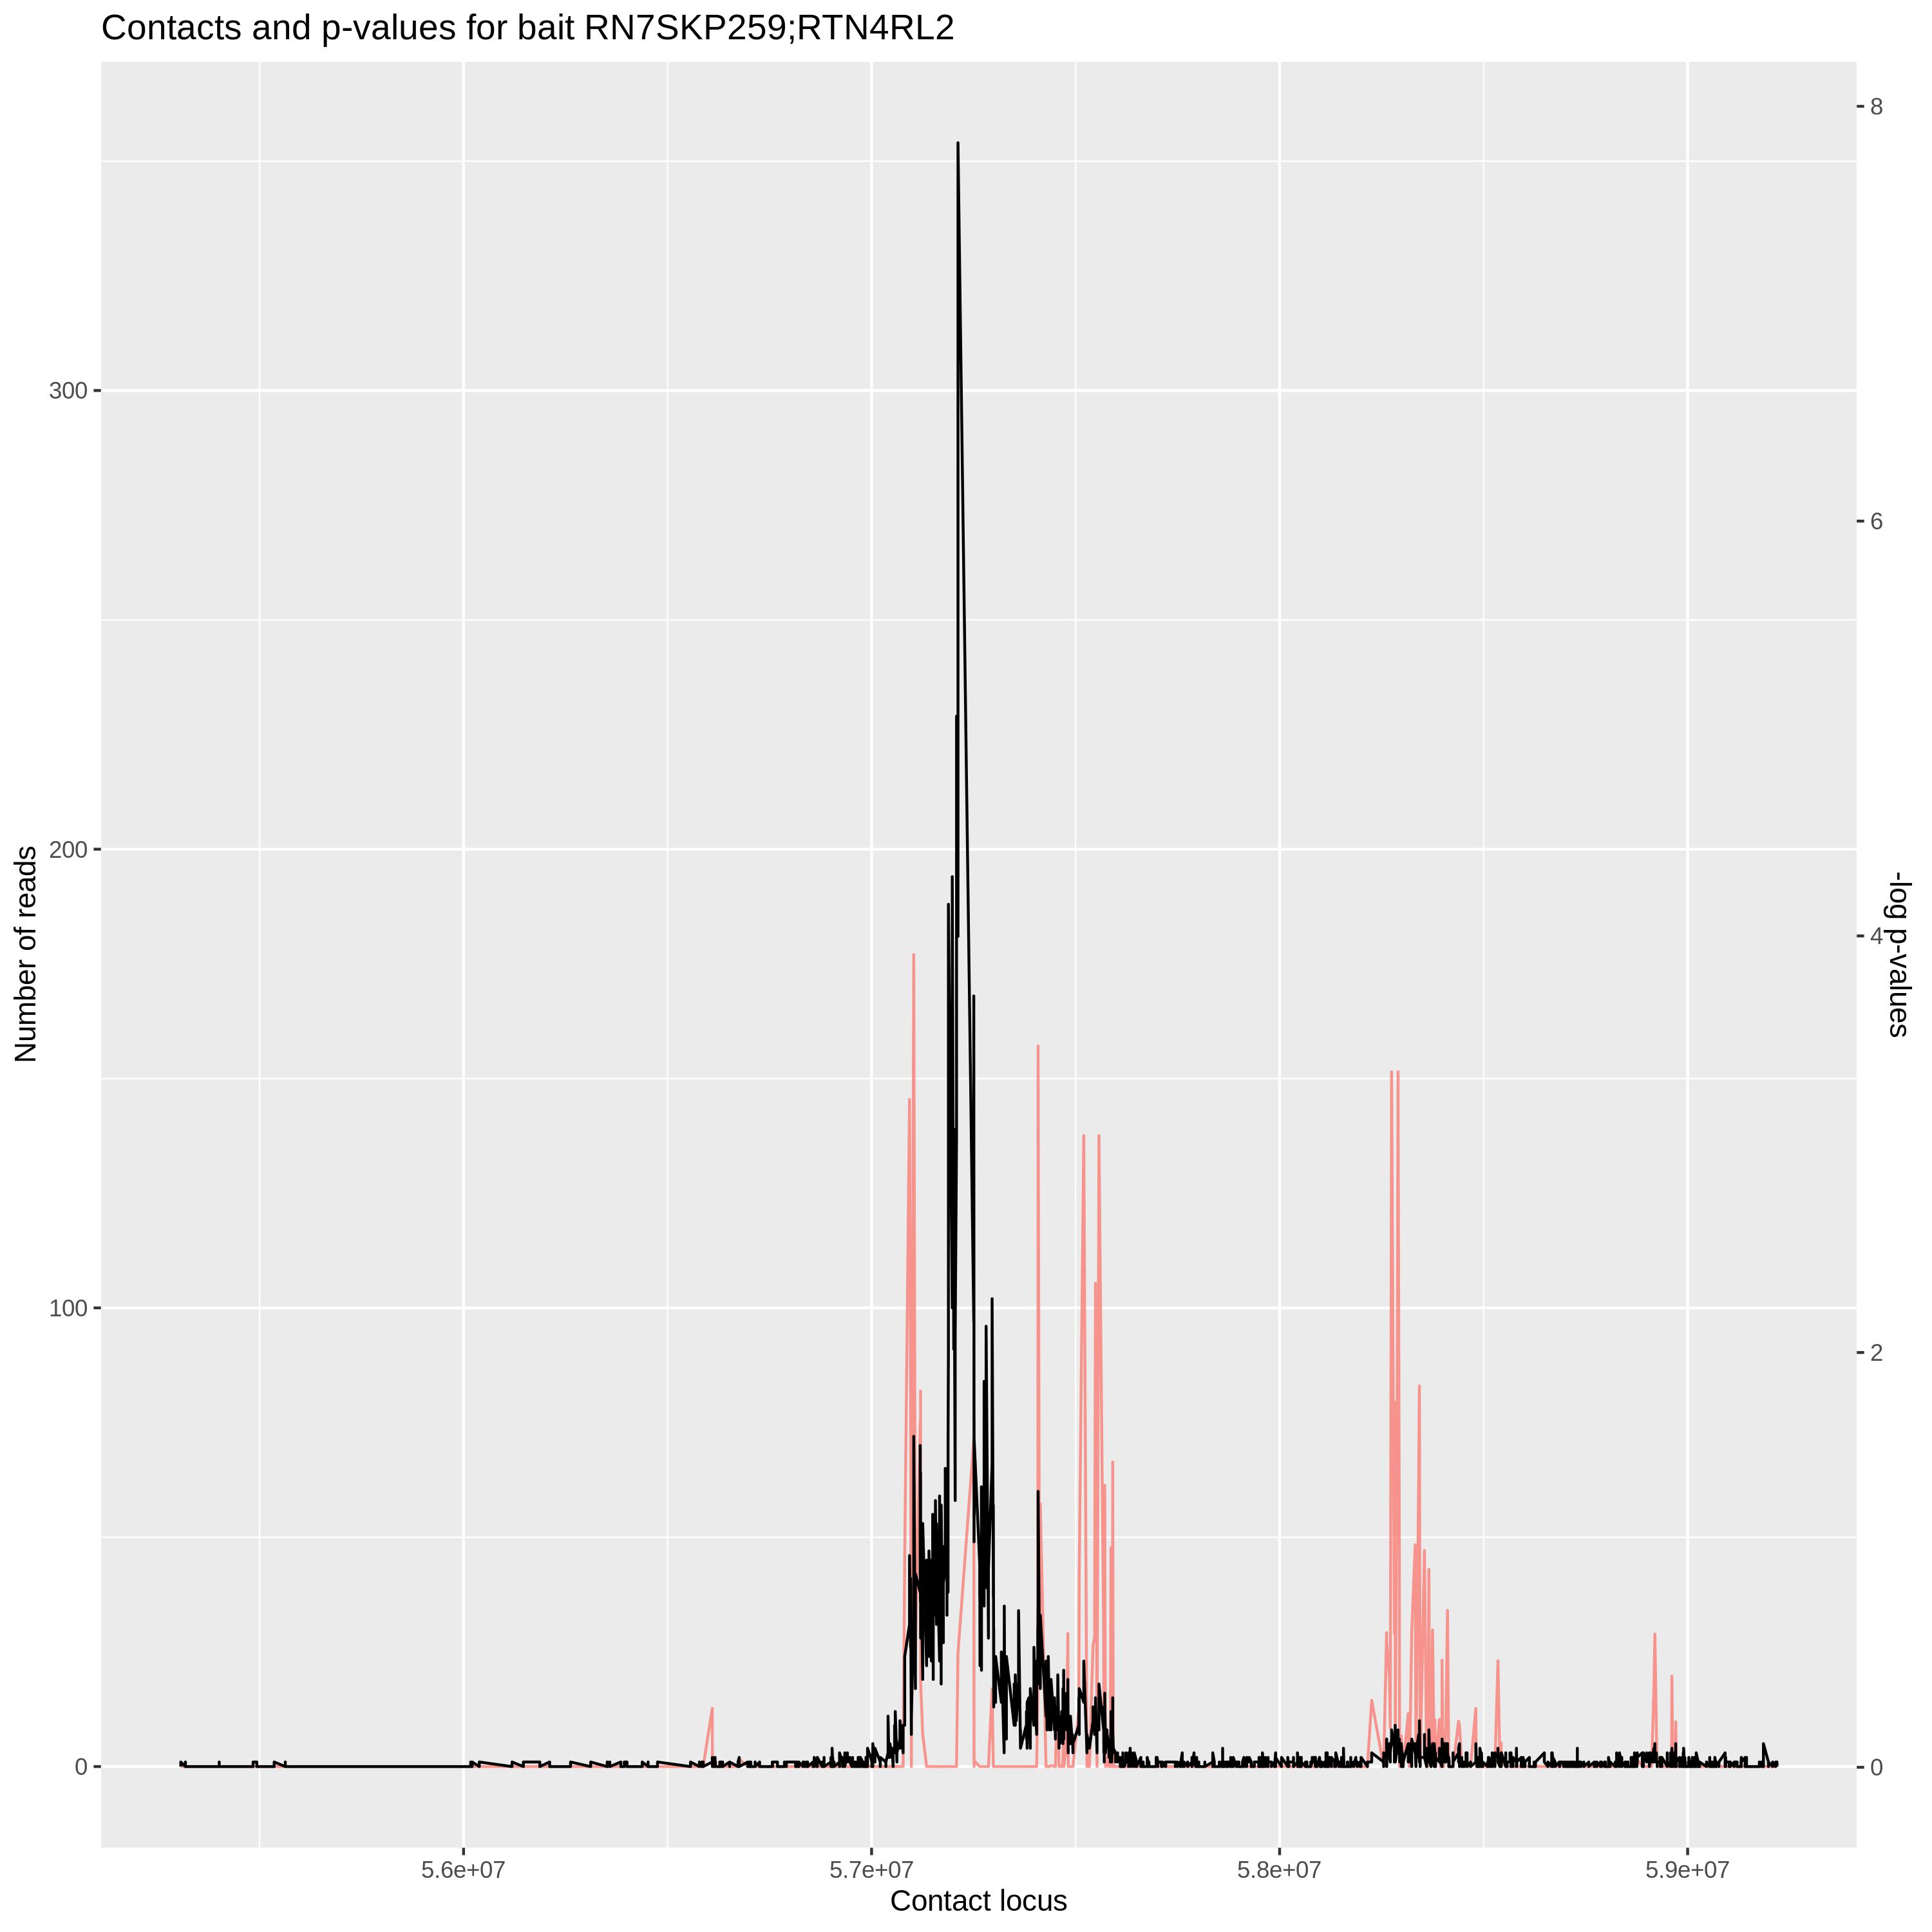 Contacts and p-values for bait RN7SKP259;RTN4RL2
Number of reads
300
200
100
0
8
6
4
2
0
-log p-values
5.6e+07 5.7e+07 5.8e+07 5.9e+07
Contact locus